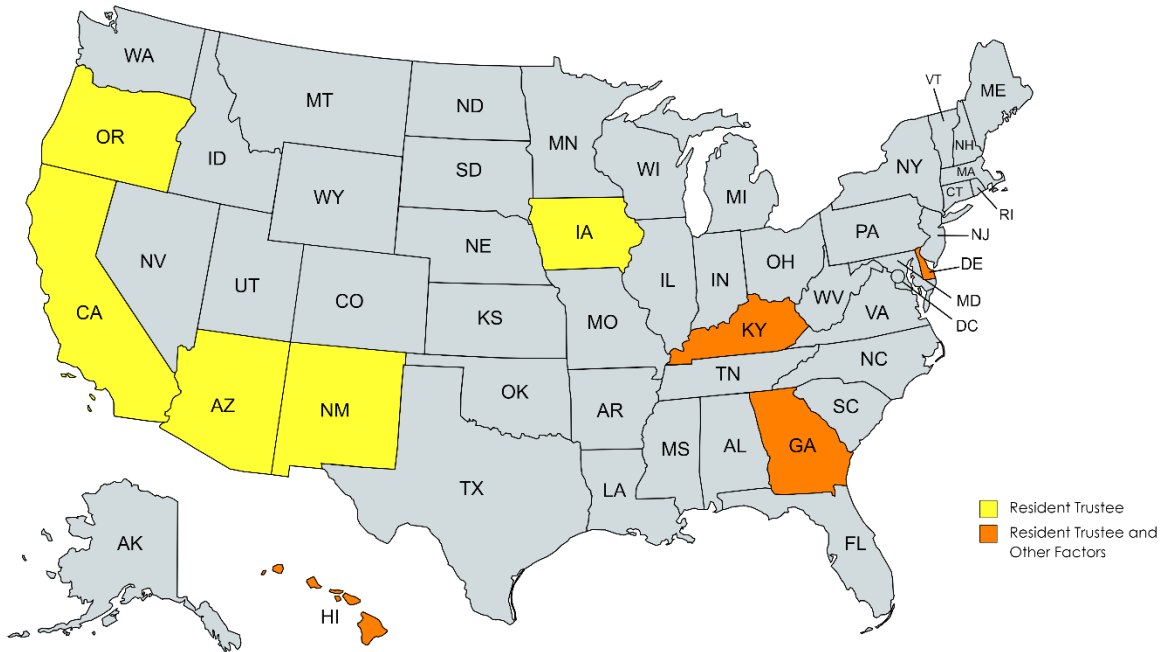 WA
MT
ND
MN
OR
ID
SD
WI
MI
VT
ME
NH
NY
MA
CT
RI
WY
IA
NE
PA
NJ
NV
UT
CO
IL
IN
OH
DE
CA
KS
MO
WV
VA
MD
KY
DC
AZ
NM
OK
AR
TN
NC
SC
MS
AL
GA
TX
LA
FL
AK
HI
Resident Trustee
Resident Trustee and
Other Factors